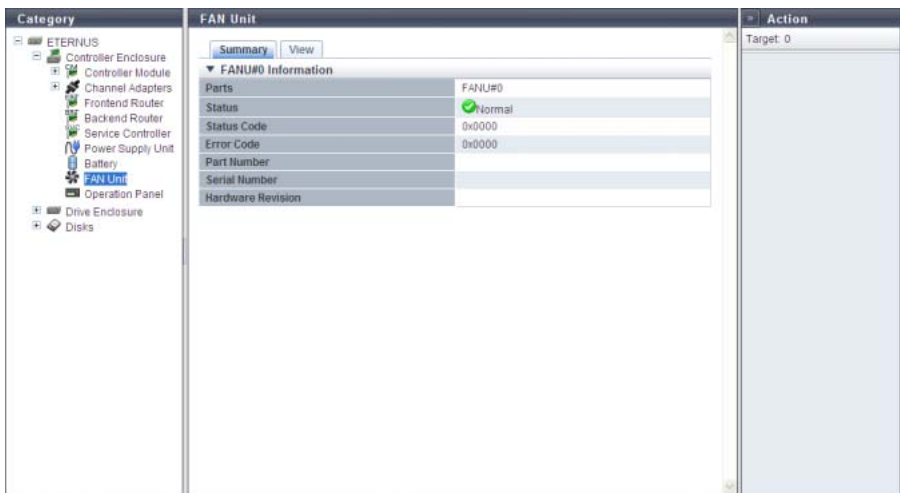 Category
ETERNUS
Controller Enclosure
Controller Module
Channel Adapters
Frontend Router
Backend Router
Service Controller
Power Supply Unit
Battery
FAN Unit
Operation Panel
Drive Enclosure
Disks
FAN Unit
Summary View
FANU#0 Information
Parts FANU#0
Status Normal
Status Code 0x0000
Error Code 0x0000
Part Number
Serial Number
Hardware Revision
Action
Target: 0